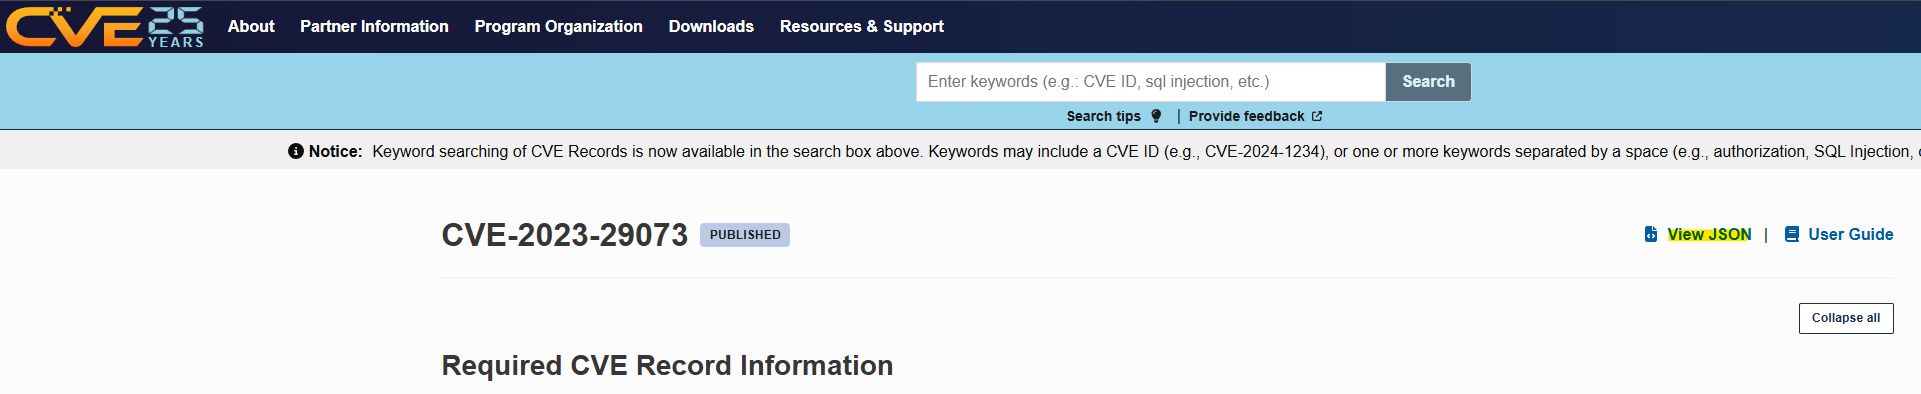 CVE 25 YEARS About Partner Information Program Organization Downloads Resources & Support
Enter keywords (e.g.: CVE ID, sql injection, etc.) Search
Search tips | Provide feedback
Notice: Keyword searching of CVE Records is now available in the search box above. Keywords may include a CVE ID (e.g., CVE-2024-1234), or one or more keywords separated by a space (e.g., authorization, SQL Injection,
CVE-2023-29073 PUBLISHED View JSON | User Guide
Collapse all
Required CVE Record Information